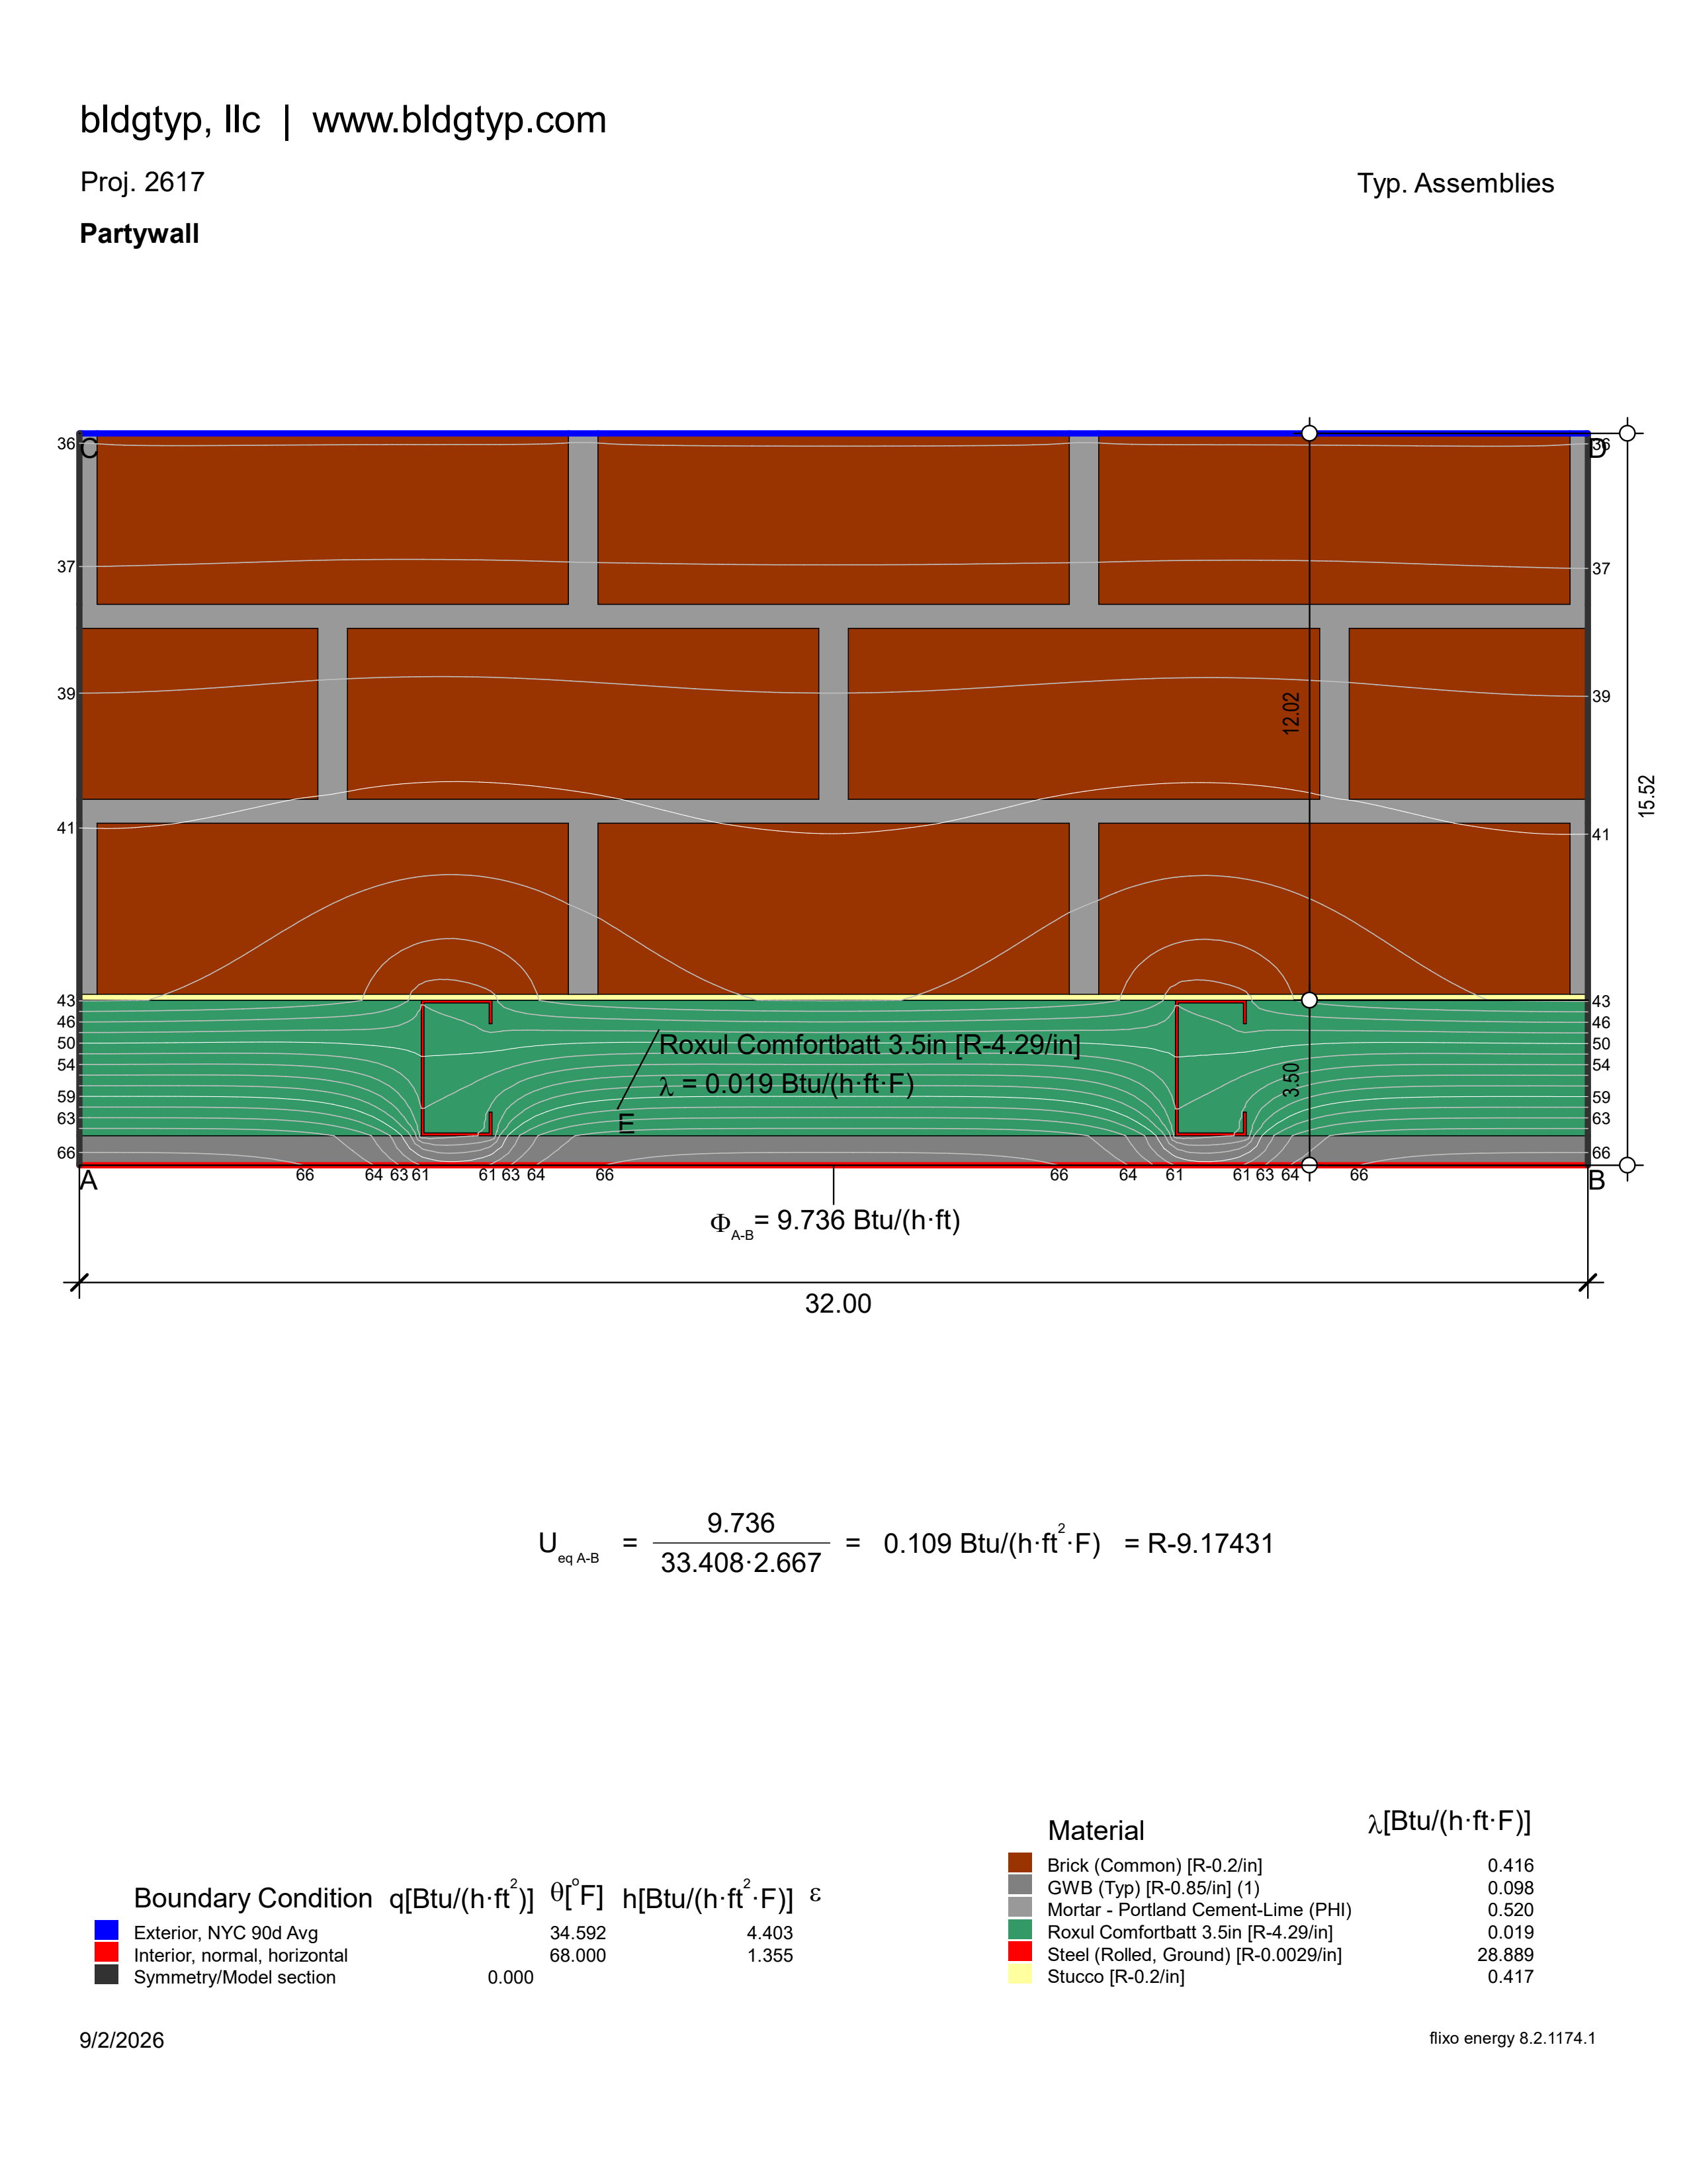 bldgtyp, llc | www.bldgtyp.com
Proj. 2617
Typ. Assemblies
Partywall
C
D
36
36
37
37
39
39
12.02
15.52
41
41
43
43
46
46
50
50
54
54
59
59
63
63
66
66
Roxul Comfortbatt 3.5in [R-4.29/in]
λ = 0.019 Btu/(h·ft·F)
3.50
A
B
66 64 63 61 61 63 64 66 66 64 61 61 63 64 66
Φ A-B = 9.736 Btu/(h·ft)
32.00
U eq A-B = 9.736 / 33.408·2.667 = 0.109 Btu/(h·ft²·F) = R-9.17431
Boundary Condition q[Btu/(h·ft²)] θ[°F] h[Btu/(h·ft²·F)] ε
Exterior, NYC 90d Avg 34.592 4.403
Interior, normal, horizontal 68.000 1.355
Symmetry/Model section 0.000
Material λ[Btu/(h·ft·F)]
Brick (Common) [R-0.2/in] 0.416
GWB (Typ) [R-0.85/in] (1) 0.098
Mortar - Portland Cement-Lime (PHI) 0.520
Roxul Comfortbatt 3.5in [R-4.29/in] 0.019
Steel (Rolled, Ground) [R-0.0029/in] 28.889
Stucco [R-0.2/in] 0.417
9/2/2026
flixo energy 8.2.1174.1